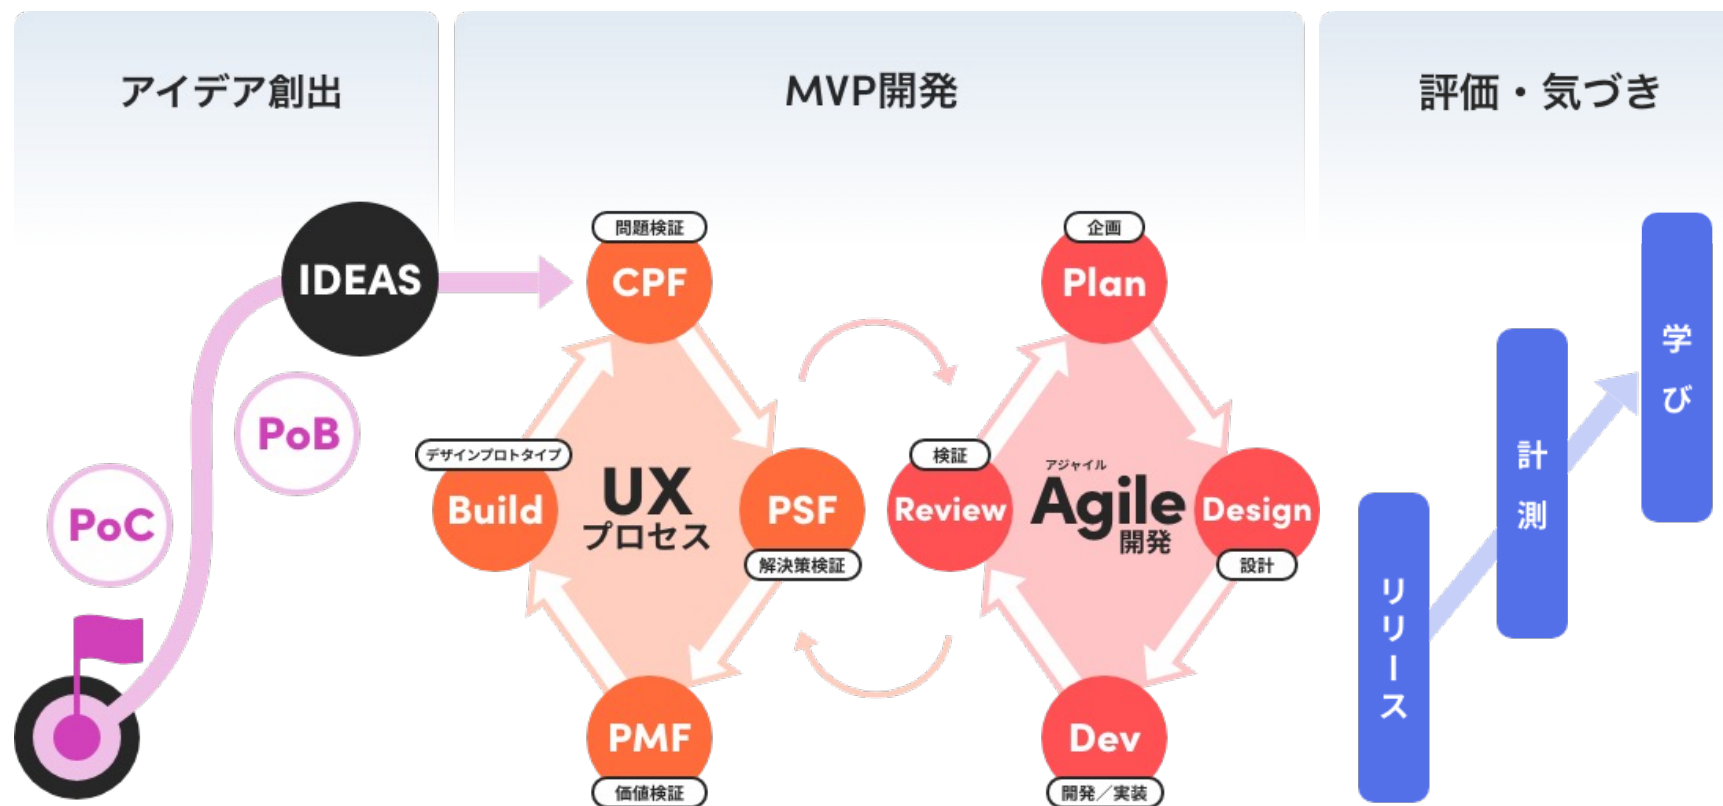 アイデア創出
MVP開発
評価・気づき
IDEAS
PoB
PoC
問題検証
CPF
デザインプロトタイプ
Build
UX
プロセス
PSF
解決策検証
PMF
価値検証
企画
Plan
検証
Review
アジャイル
Agile
開発
Design
設計
Dev
開発／実装
リリース
計測
学び